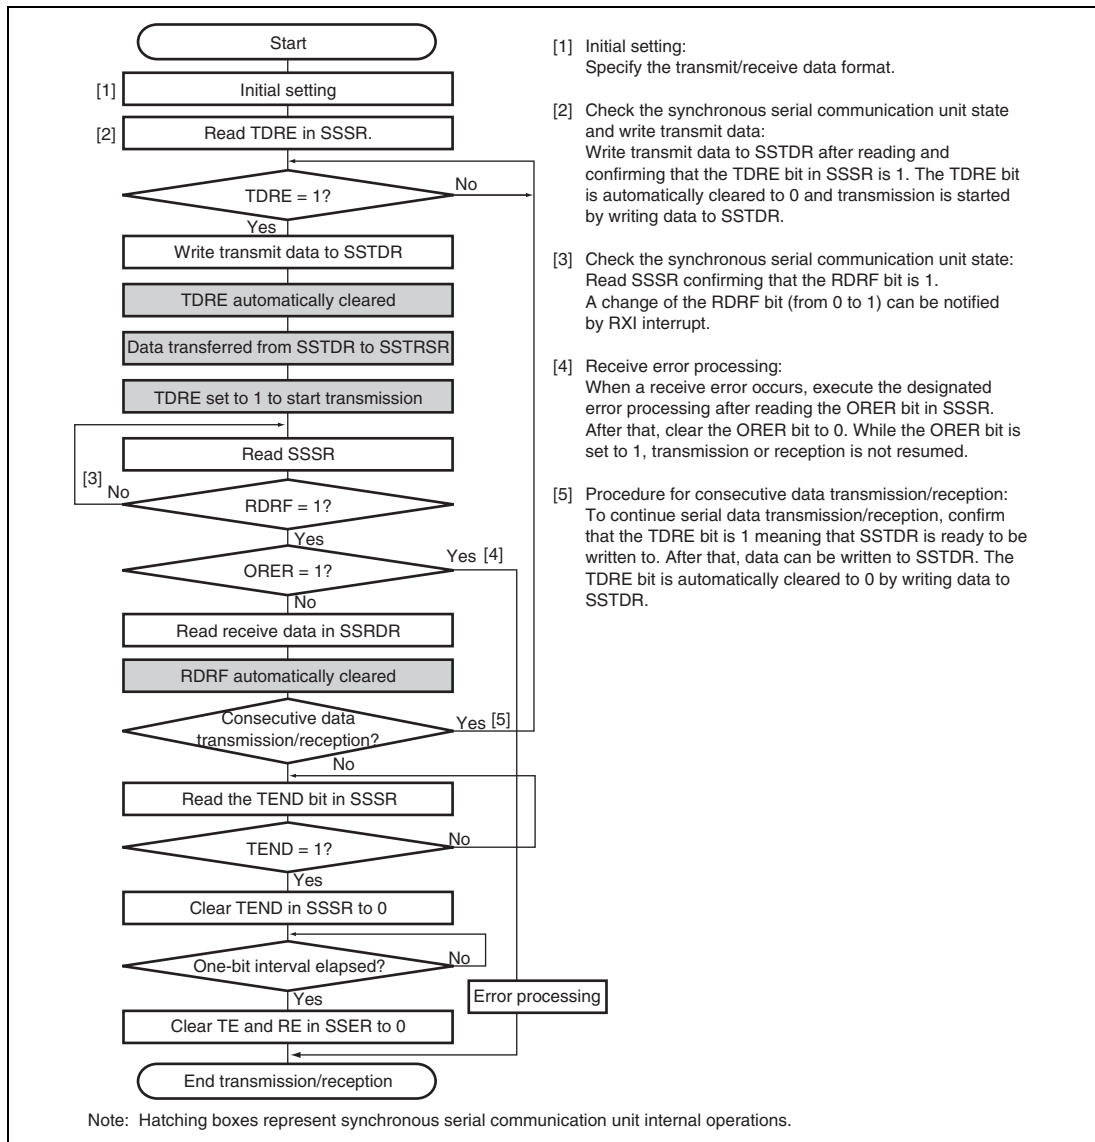 Start
[1] Initial setting
[2] Read TDRE in SSSR.
TDRE = 1?
No
Yes
Write transmit data to SSTDR
TDRE automatically cleared
Data transferred from SSTDR to SSTRSR
TDRE set to 1 to start transmission
Read SSSR
[3]
No
RDRF = 1?
Yes
ORER = 1?
Yes [4]
No
Read receive data in SSRDR
RDRF automatically cleared
Consecutive data
transmission/reception?
Yes [5]
No
Read the TEND bit in SSSR
TEND = 1?
No
Yes
Clear TEND in SSSR to 0
One-bit interval elapsed?
No
Yes
Error processing
Clear TE and RE in SSER to 0
End transmission/reception
[1] Initial setting:
Specify the transmit/receive data format.
[2] Check the synchronous serial communication unit state
and write transmit data:
Write transmit data to SSTDR after reading and
confirming that the TDRE bit in SSSR is 1. The TDRE bit
is automatically cleared to 0 and transmission is started
by writing data to SSTDR.
[3] Check the synchronous serial communication unit state:
Read SSSR confirming that the RDRF bit is 1.
A change of the RDRF bit (from 0 to 1) can be notified
by RXI interrupt.
[4] Receive error processing:
When a receive error occurs, execute the designated
error processing after reading the ORER bit in SSSR.
After that, clear the ORER bit to 0. While the ORER bit is
set to 1, transmission or reception is not resumed.
[5] Procedure for consecutive data transmission/reception:
To continue serial data transmission/reception, confirm
that the TDRE bit is 1 meaning that SSTDR is ready to be
written to. After that, data can be written to SSTDR. The
TDRE bit is automatically cleared to 0 by writing data to
SSTDR.
Note: Hatching boxes represent synchronous serial communication unit internal operations.